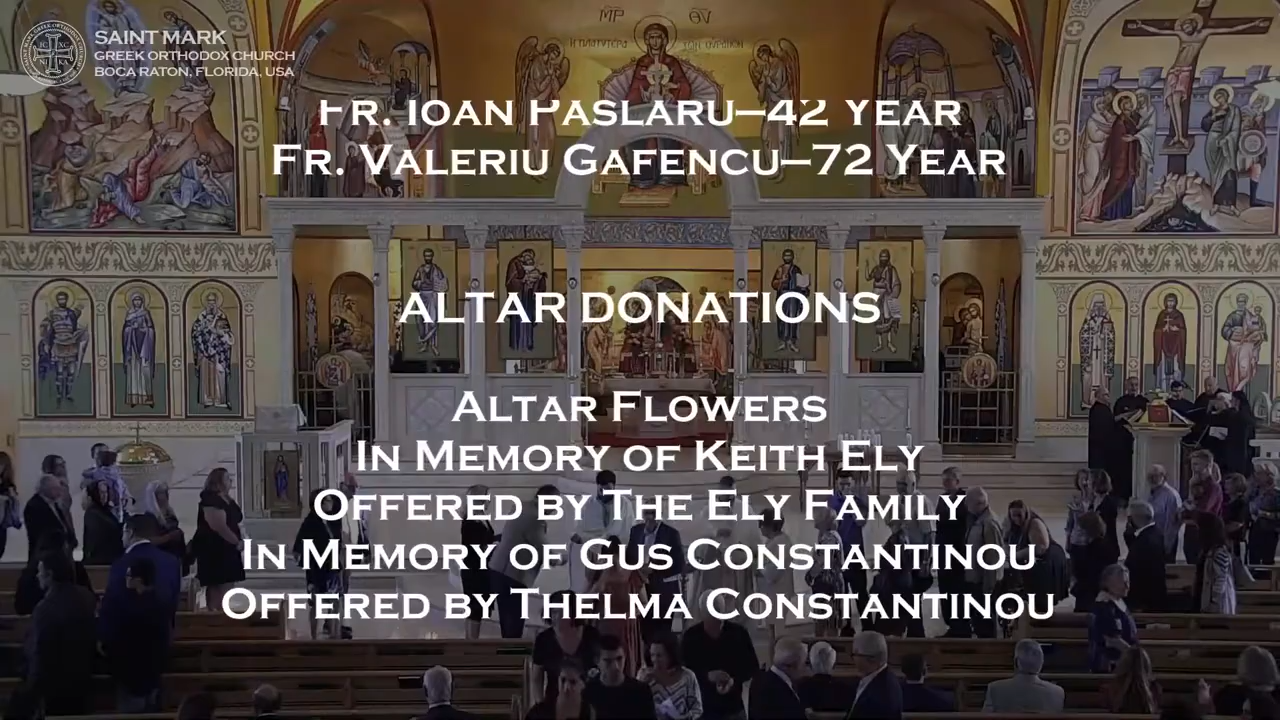 SAINT MARK
GREEK ORTHODOX CHURCH
BOCA RATON, FLORIDA, USA
ΜΡ ΘV
FR. IOAN PASLARU—42 YEAR
FR. VALERIU GAFENCU—72 YEAR
ALTAR DONATIONS
ALTAR FLOWERS
IN MEMORY OF KEITH ELY
OFFERED BY THE ELY FAMILY
IN MEMORY OF GUS CONSTANTINOU
OFFERED BY THELMA CONSTANTINOU